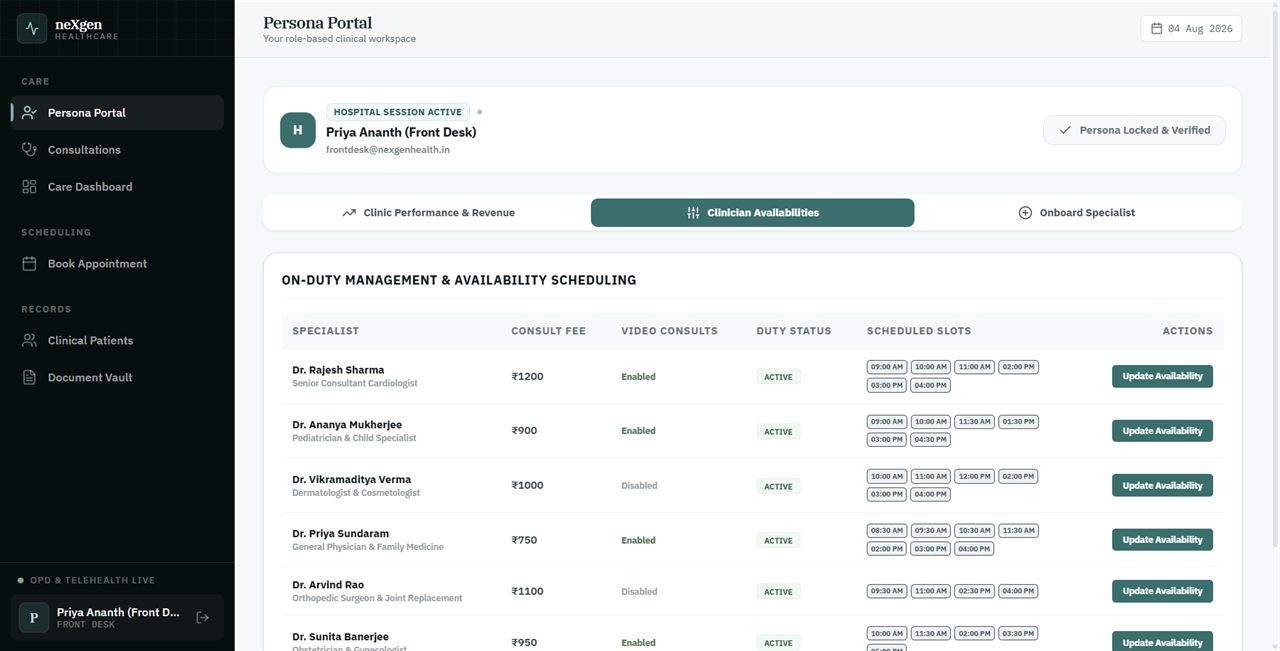 neXgen
HEALTHCARE
CARE
Persona Portal
Consultations
Care Dashboard
SCHEDULING
Book Appointment
RECORDS
Clinical Patients
Document Vault
OPD & TELEHEALTH LIVE
P
Priya Ananth (Front D...
FRONT DESK
Persona Portal
Your role-based clinical workspace
04 Aug 2026
H
HOSPITAL SESSION ACTIVE
Priya Ananth (Front Desk)
frontdesk@nexgenhealth.in
Persona Locked & Verified
Clinic Performance & Revenue
Clinician Availabilities
Onboard Specialist
ON-DUTY MANAGEMENT & AVAILABILITY SCHEDULING
SPECIALIST CONSULT FEE VIDEO CONSULTS DUTY STATUS SCHEDULED SLOTS ACTIONS
Dr. Rajesh Sharma
Senior Consultant Cardiologist
₹1200
Enabled
ACTIVE
09:00 AM 10:00 AM 11:00 AM 02:00 PM
03:00 PM 04:00 PM
Update Availability
Dr. Ananya Mukherjee
Pediatrician & Child Specialist
₹900
Enabled
ACTIVE
09:00 AM 10:00 AM 11:30 AM 01:30 PM
03:00 PM 04:30 PM
Update Availability
Dr. Vikramaditya Verma
Dermatologist & Cosmetologist
₹1000
Disabled
ACTIVE
10:00 AM 11:00 AM 12:00 PM 02:00 PM
03:00 PM 04:00 PM
Update Availability
Dr. Priya Sundaram
General Physician & Family Medicine
₹750
Enabled
ACTIVE
08:30 AM 09:30 AM 10:30 AM 11:30 AM
02:00 PM 03:00 PM 04:00 PM
Update Availability
Dr. Arvind Rao
Orthopedic Surgeon & Joint Replacement
₹1100
Disabled
ACTIVE
09:30 AM 11:00 AM 02:30 PM 04:00 PM
Update Availability
Dr. Sunita Banerjee
Obstetrician & Gynecologist
₹950
Enabled
ACTIVE
10:00 AM 11:30 AM 02:00 PM 03:30 PM
Update Availability